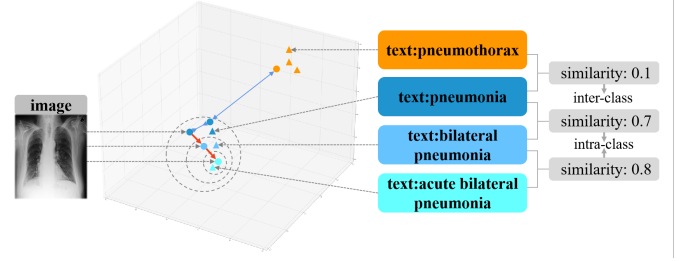 image
text:pneumothorax
text:pneumonia
text:bilateral
pneumonia
text:acute bilateral
pneumonia
similarity: 0.1
inter-class
similarity: 0.7
intra-class
similarity: 0.8